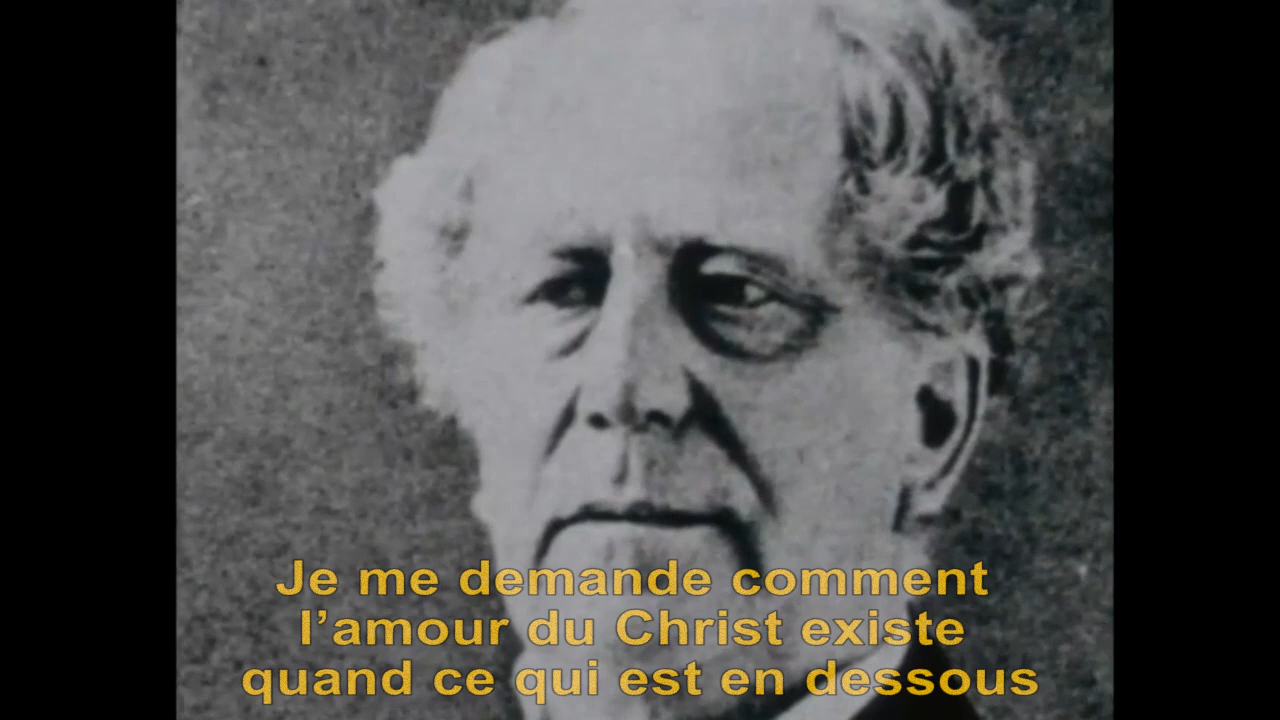 Je me demande comment
l’amour du Christ existe
quand ce qui est en dessous